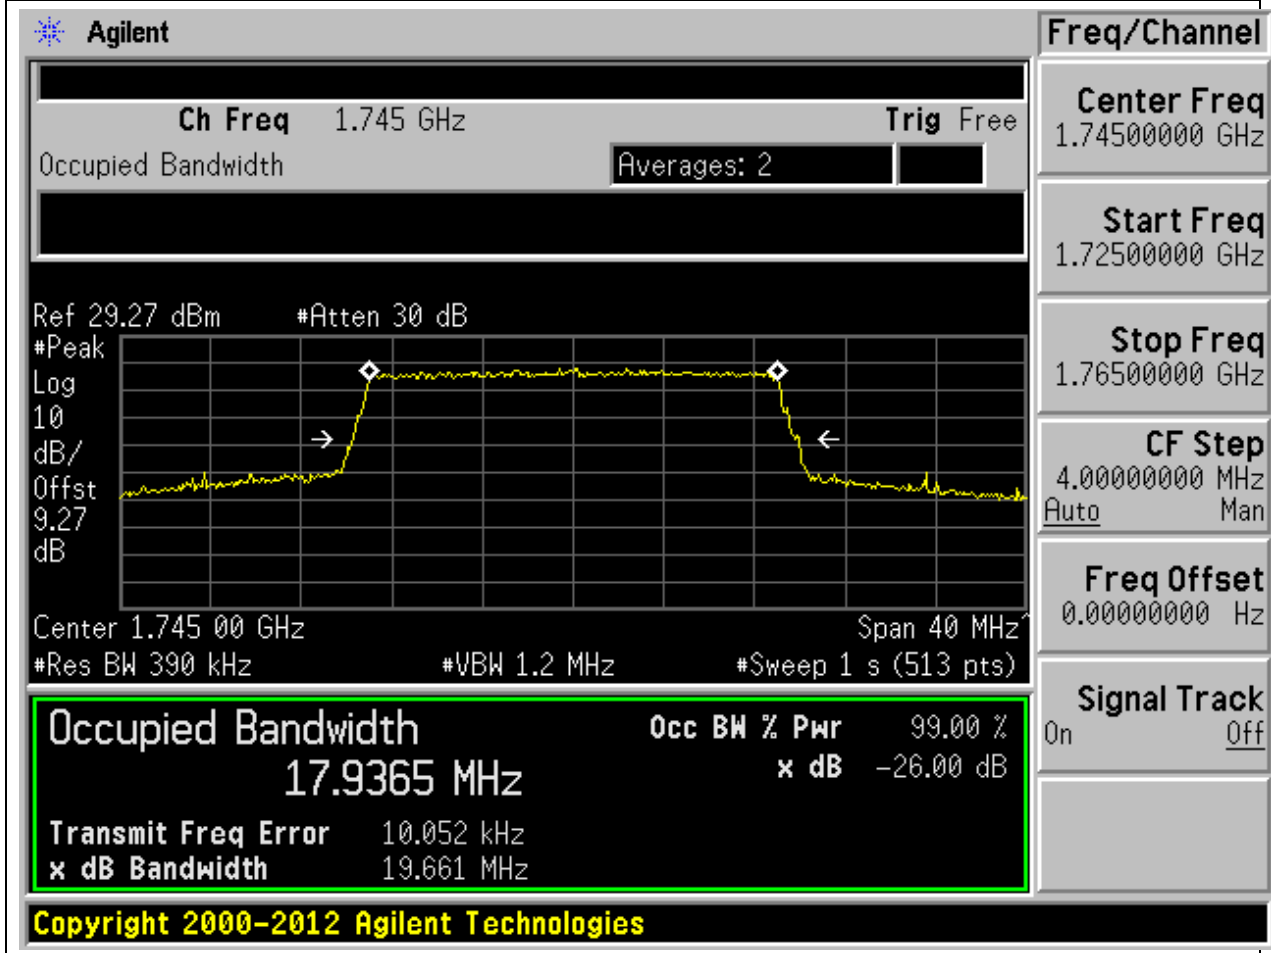 Agilent
Freq/Channel
Ch Freq 1.745 GHz Trig Free
Occupied Bandwidth Averages: 2
Center Freq
1.74500000 GHz
Start Freq
1.72500000 GHz
Stop Freq
1.76500000 GHz
CF Step
4.00000000 MHz
Auto Man
Freq Offset
0.00000000 Hz
Signal Track
On Off
Ref 29.27 dBm #Atten 30 dB
#Peak
Log
10
dB/
Offst
9.27
dB
Center 1.745 00 GHz Span 40 MHz^
#Res BW 390 kHz #VBW 1.2 MHz #Sweep 1 s (513 pts)
Occupied Bandwidth Occ BW % Pwr 99.00 %
17.9365 MHz x dB -26.00 dB
Transmit Freq Error 10.052 kHz
x dB Bandwidth 19.661 MHz
Copyright 2000-2012 Agilent Technologies